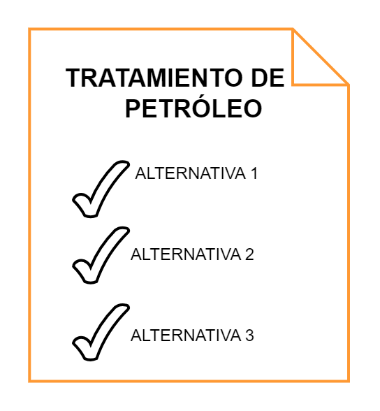 TRATAMIENTO DE
PETRÓLEO
ALTERNATIVA 1
ALTERNATIVA 2
ALTERNATIVA 3